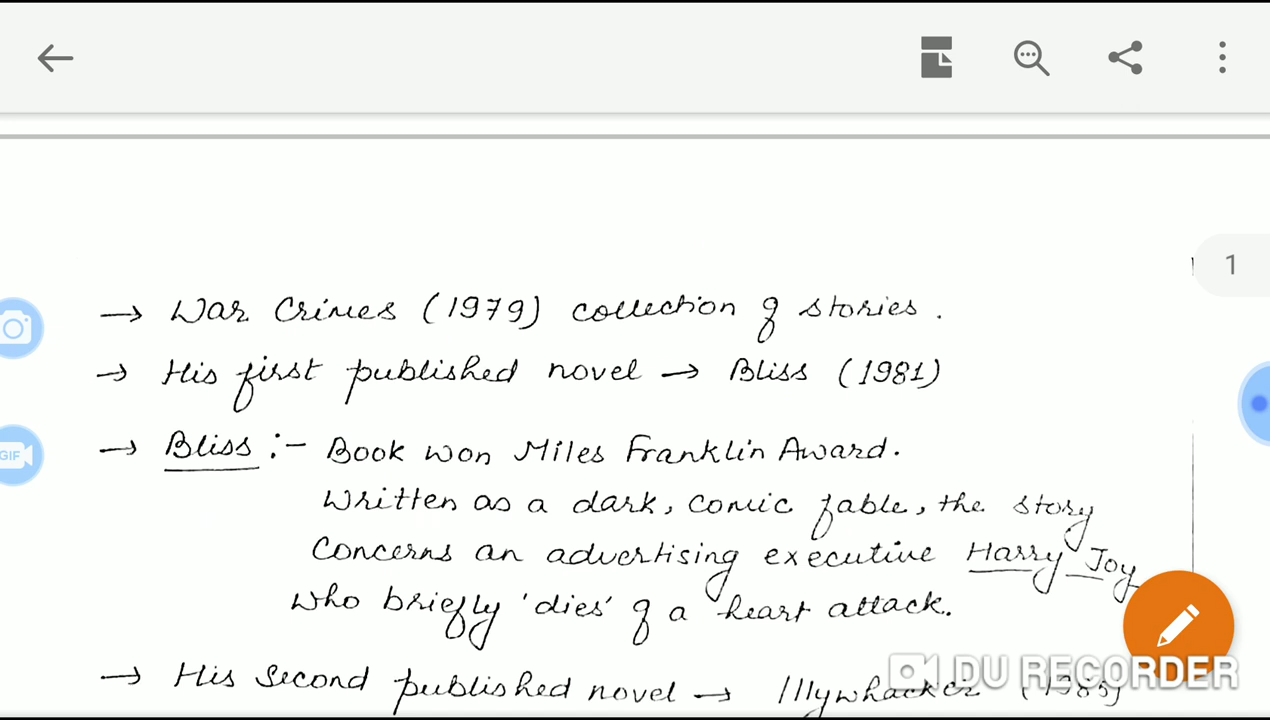 1
→ War Crimes (1979) collection of stories.
→ His first published novel → Bliss (1981)
GIF
→ Bliss :- Book won Miles Franklin Award.
Written as a dark, comic fable, the story
concerns an advertising executive Harry Joy
who briefly 'dies' of a heart attack.
DU RECORDER
→ His second published novel → Illywhacker (1985)